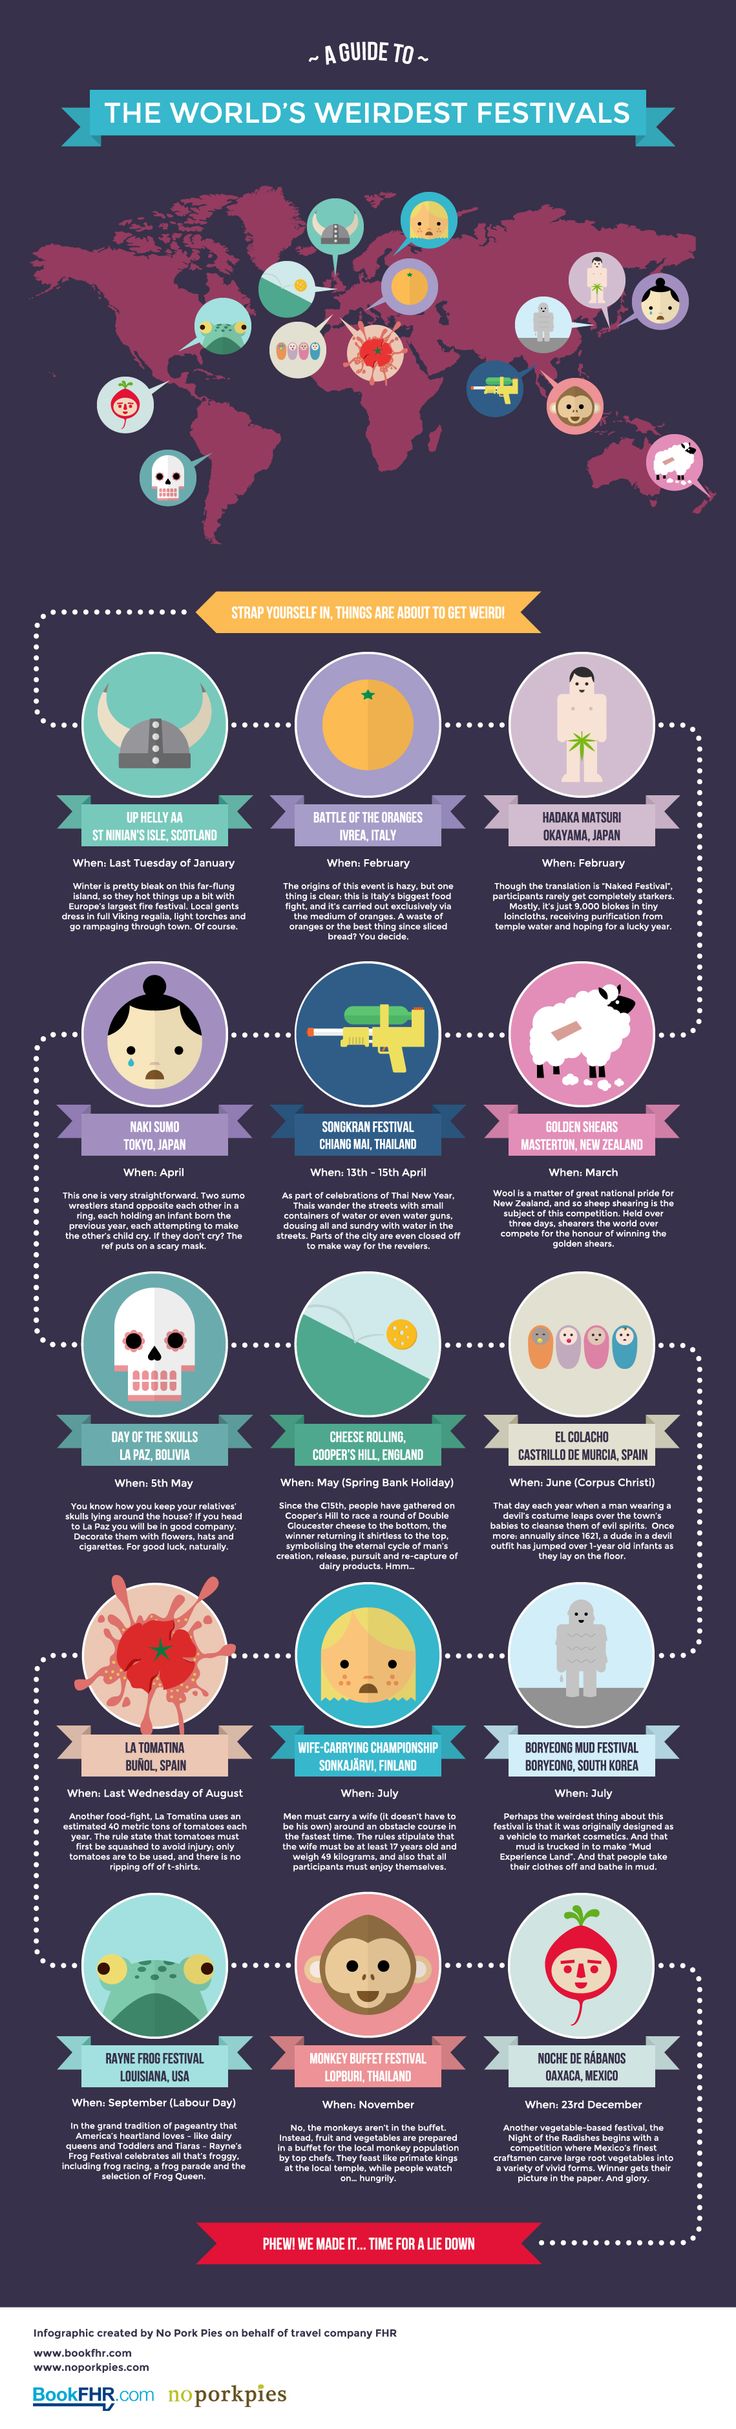 ~ A GUIDE TO ~
THE WORLD'S WEIRDEST FESTIVALS
STRAP YOURSELF IN, THINGS ARE ABOUT TO GET WEIRD!
UP HELLY AA
ST NINIAN'S ISLE, SCOTLAND
When: Last Tuesday of January
Winter is pretty bleak on this far-flung
island, so they hot things up a bit with
Europe's largest fire festival. Local gents
dress in full Viking regalia, light torches and
go rampaging through town. Of course.
BATTLE OF THE ORANGES
IVREA, ITALY
When: February
The origins of this event is hazy, but one
thing is clear: this is Italy's biggest food
fight, and it's carried out exclusively via
the medium of oranges. A waste of
oranges or the best thing since sliced
bread? You decide.
HADAKA MATSURI
OKAYAMA, JAPAN
When: February
Though the translation is "Naked Festival",
participants rarely get completely starkers.
Mostly, it's just 9,000 blokes in tiny
loincloths, receiving purification from
temple water and hoping for a lucky year.
NAKI SUMO
TOKYO, JAPAN
When: April
This one is very straightforward. Two sumo
wrestlers stand opposite each other in a
ring, each holding an infant born the
previous year, each attempting to make
the other's child cry. If they don't cry? The
ref puts on a scary mask.
SONGKRAN FESTIVAL
CHIANG MAI, THAILAND
When: 13th - 15th April
As part of celebrations of Thai New Year,
Thais wander the streets with small
containers of water or even water guns,
dousing all and sundry with water in the
streets. Parts of the city are even closed off
to make way for the revelers.
GOLDEN SHEARS
MASTERTON, NEW ZEALAND
When: March
Wool is a matter of great national pride for
New Zealand, and so sheep shearing is the
subject of this competition. Held over
three days, shearers the world over
compete for the honour of winning the
golden shears.
DAY OF THE SKULLS
LA PAZ, BOLIVIA
When: 5th May
You know how you keep your relatives'
skulls lying around the house? If you head
to La Paz you will be in good company.
Decorate them with flowers, hats and
cigarettes. For good luck, naturally.
CHEESE ROLLING,
COOPER'S HILL, ENGLAND
When: May (Spring Bank Holiday)
Since the C15th, people have gathered on
Cooper's Hill to race a round of Double
Gloucester cheese to the bottom, the
winner returning it shirtless to the top,
symbolising the eternal cycle of man's
creation, release, pursuit and re-capture of
dairy products. Hmm...
EL COLACHO
CASTRILLO DE MURCIA, SPAIN
When: June (Corpus Christi)
That day each year when a man wearing a
devil's costume leaps over the town's
babies to cleanse them of evil spirits. Once
more: annually since 1621, a dude in a devil
outfit has jumped over 1-year old infants as
they lay on the floor.
LA TOMATINA
BUÑOL, SPAIN
When: Last Wednesday of August
Another food-fight, La Tomatina uses an
estimated 40 metric tons of tomatoes each
year. The rule state that tomatoes must
first be squashed to avoid injury; only
tomatoes are to be used, and there is no
ripping off of t-shirts.
WIFE-CARRYING CHAMPIONSHIP
SONKAJÄRVI, FINLAND
When: July
Men must carry a wife (it doesn't have to
be his own) around an obstacle course in
the fastest time. The rules stipulate that
the wife must be at least 17 years old and
weigh 49 kilograms, and also that all
participants must enjoy themselves.
BORYEONG MUD FESTIVAL
BORYEONG, SOUTH KOREA
When: July
Perhaps the weirdest thing about this
festival is that it was originally designed as
a vehicle to market cosmetics. And that
mud is trucked in to make "Mud
Experience Land". And that people take
their clothes off and bathe in mud.
RAYNE FROG FESTIVAL
LOUISIANA, USA
When: September (Labour Day)
In the grand tradition of pageantry that
America's heartland loves – like dairy
queens and Toddlers and Tiaras – Rayne's
Frog Festival celebrates all that's froggy,
including frog racing, a frog parade and the
selection of Frog Queen.
MONKEY BUFFET FESTIVAL
LOPBURI, THAILAND
When: November
No, the monkeys aren't in the buffet.
Instead, fruit and vegetables are prepared
in a buffet for the local monkey population
by top chefs. They feast like primate kings
at the local temple, while people watch
on... hungrily.
NOCHE DE RÁBANOS
OAXACA, MEXICO
When: 23rd December
Another vegetable-based festival, the
Night of the Radishes begins with a
competition where Mexico's finest
craftsmen carve large root vegetables into
a variety of vivid forms. Winner gets their
picture in the paper. And glory.
PHEW! WE MADE IT... TIME FOR A LIE DOWN
Infographic created by No Pork Pies on behalf of travel company FHR
www.bookfhr.com
www.noporkpies.com
BookFHR.com noporkpies